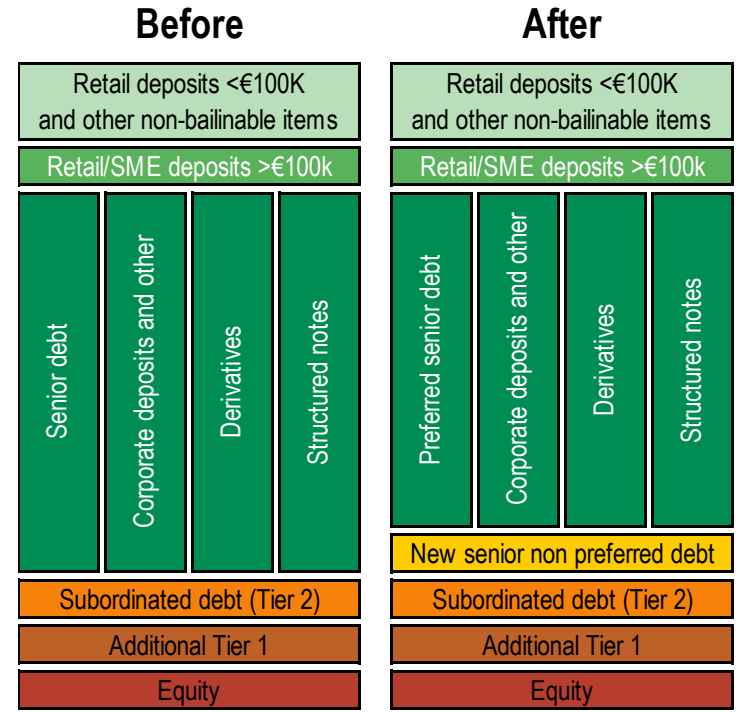 Before
Retail deposits <€100K
and other non-bailinable items
Retail/SME deposits >€100k
Senior debt
Corporate deposits and other
Derivatives
Structured notes
Subordinated debt (Tier 2)
Additional Tier 1
Equity
After
Retail deposits <€100K
and other non-bailinable items
Retail/SME deposits >€100k
Preferred senior debt
Corporate deposits and other
Derivatives
Structured notes
New senior non preferred debt
Subordinated debt (Tier 2)
Additional Tier 1
Equity